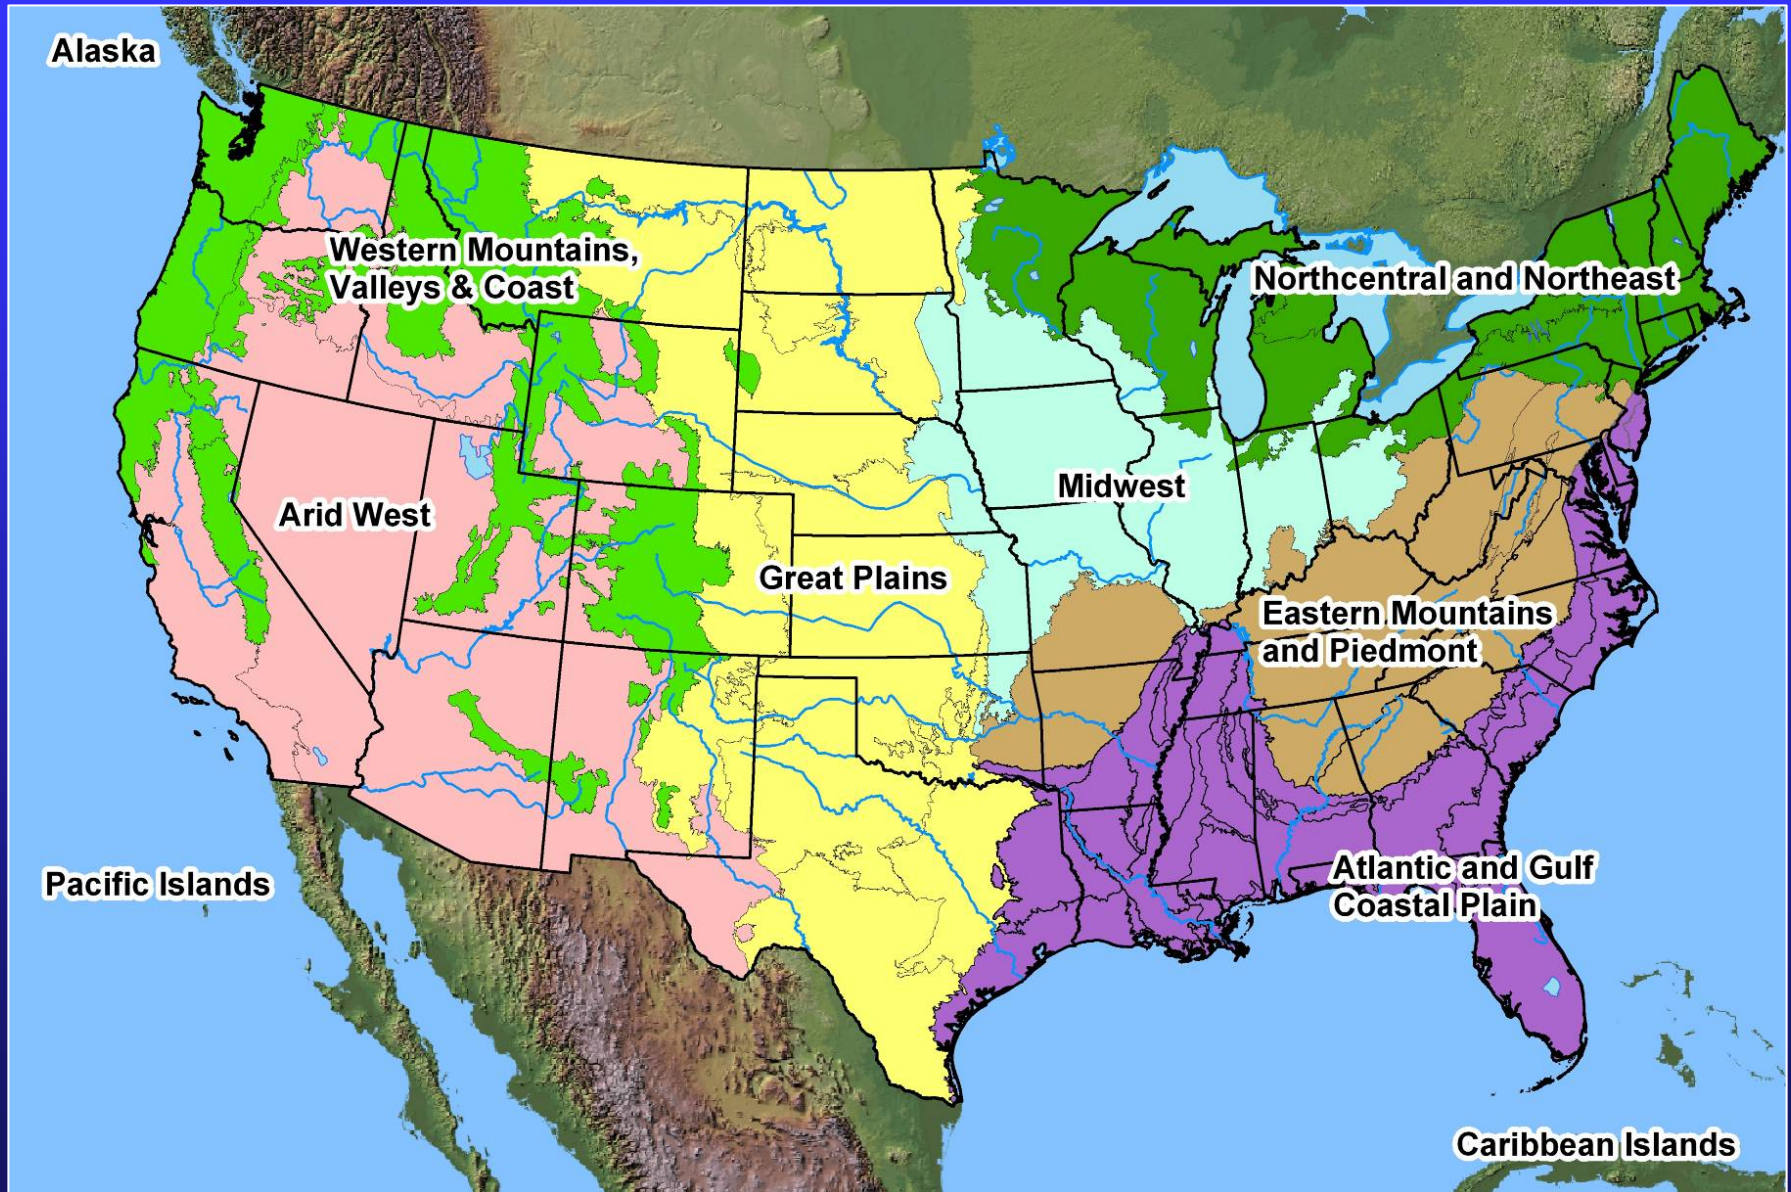 Alaska
Western Mountains,
Valleys & Coast
Northcentral and Northeast
Arid West
Midwest
Great Plains
Eastern Mountains
and Piedmont
Pacific Islands
Atlantic and Gulf
Coastal Plain
Caribbean Islands